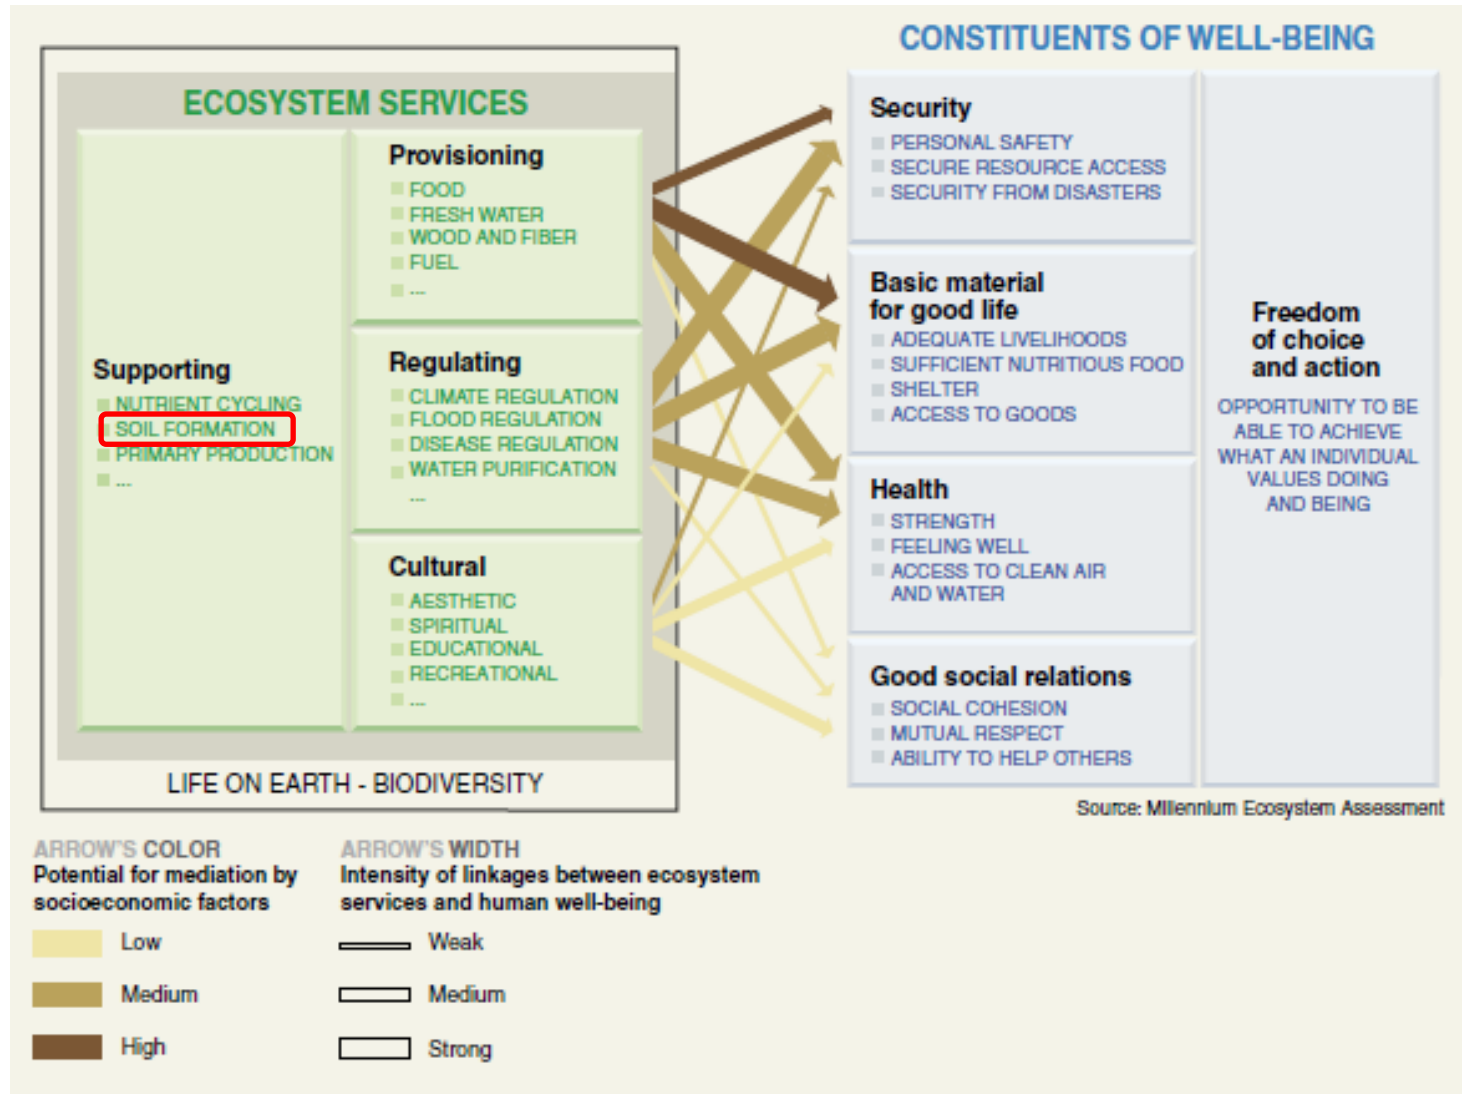 CONSTITUENTS OF WELL-BEING
ECOSYSTEM SERVICES
Supporting
NUTRIENT CYCLING
SOIL FORMATION
PRIMARY PRODUCTION
...
Provisioning
FOOD
FRESH WATER
WOOD AND FIBER
FUEL
...
Regulating
CLIMATE REGULATION
FLOOD REGULATION
DISEASE REGULATION
WATER PURIFICATION
...
Cultural
AESTHETIC
SPIRITUAL
EDUCATIONAL
RECREATIONAL
...
LIFE ON EARTH - BIODIVERSITY
Security
PERSONAL SAFETY
SECURE RESOURCE ACCESS
SECURITY FROM DISASTERS
Basic material
for good life
ADEQUATE LIVELIHOODS
SUFFICIENT NUTRITIOUS FOOD
SHELTER
ACCESS TO GOODS
Health
STRENGTH
FEELING WELL
ACCESS TO CLEAN AIR
AND WATER
Good social relations
SOCIAL COHESION
MUTUAL RESPECT
ABILITY TO HELP OTHERS
Freedom
of choice
and action
OPPORTUNITY TO BE
ABLE TO ACHIEVE
WHAT AN INDIVIDUAL
VALUES DOING
AND BEING
Source: Millennium Ecosystem Assessment
ARROW'S COLOR
Potential for mediation by
socioeconomic factors
Low
Medium
High
ARROW'S WIDTH
Intensity of linkages between ecosystem
services and human well-being
Weak
Medium
Strong